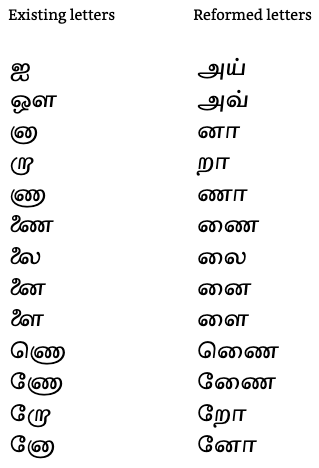 Existing letters Reformed letters
ஐ அய்
ஔ அவ்
னா னா
றா றா
ணா ணா
ணை ணை
லை லை
னை னை
ளை ளை
ணொ ணொ
ணோ ணோ
றோ றோ
னோ னோ